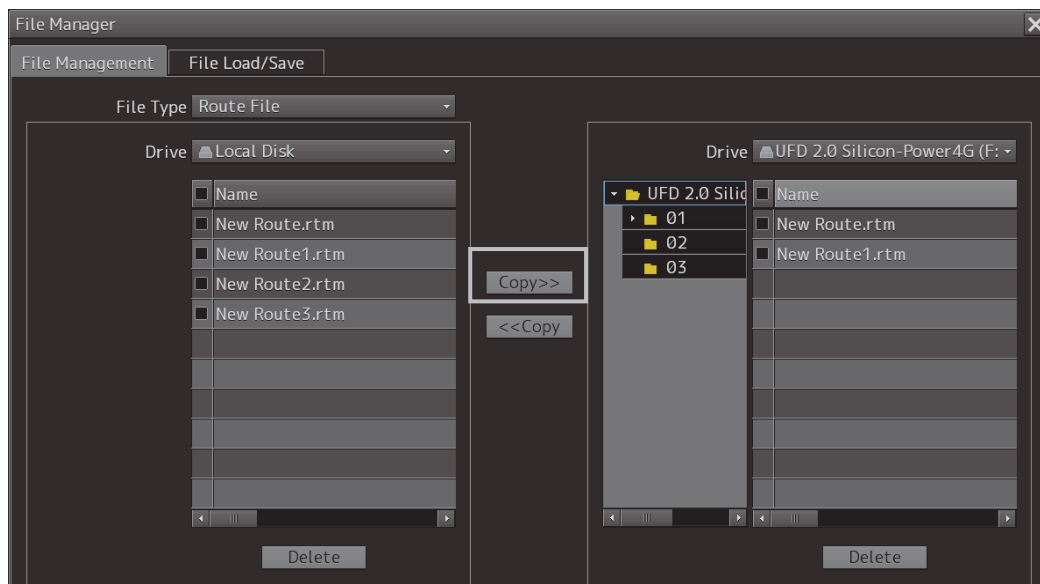 File Manager
File Management
File Load/Save
File Type
Route File
Drive
Local Disk
Name
New Route.rtm
New Route1.rtm
New Route2.rtm
New Route3.rtm
Delete
Copy>>
<<Copy
Drive
UFD 2.0 Silicon-Power4G (F:
UFD 2.0 Silic
01
02
03
Name
New Route.rtm
New Route1.rtm
Delete